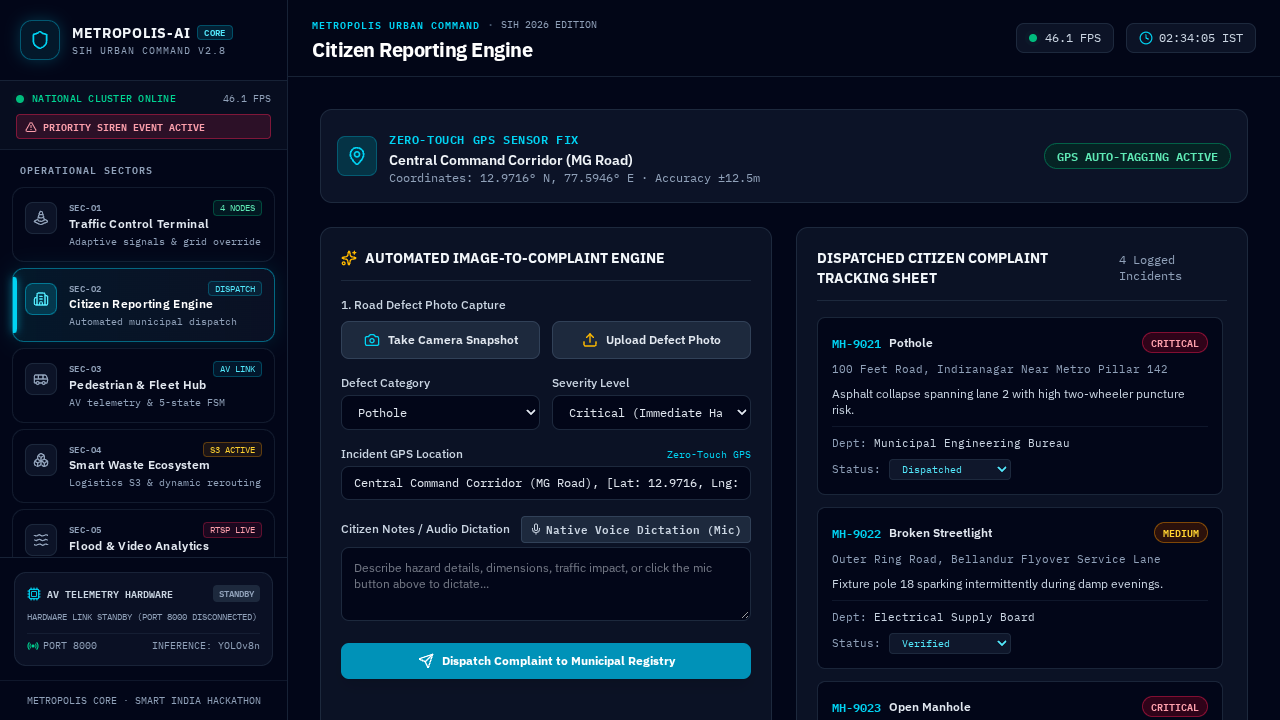 METROPOLIS-AI CORE
SIH URBAN COMMAND V2.8
NATIONAL CLUSTER ONLINE 46.1 FPS
PRIORITY SIREN EVENT ACTIVE
OPERATIONAL SECTORS
SEC-01 4 NODES
Traffic Control Terminal
Adaptive signals & grid override
SEC-02 DISPATCH
Citizen Reporting Engine
Automated municipal dispatch
SEC-03 AV LINK
Pedestrian & Fleet Hub
AV telemetry & 5-state FSM
SEC-04 S3 ACTIVE
Smart Waste Ecosystem
Logistics S3 & dynamic rerouting
SEC-05 RTSP LIVE
Flood & Video Analytics
AV TELEMETRY HARDWARE STANDBY
HARDWARE LINK STANDBY (PORT 8000 DISCONNECTED)
PORT 8000 INFERENCE: YOLOv8n
METROPOLIS CORE · SMART INDIA HACKATHON
METROPOLIS URBAN COMMAND · SIH 2026 EDITION
Citizen Reporting Engine
46.1 FPS
02:34:05 IST
ZERO-TOUCH GPS SENSOR FIX
Central Command Corridor (MG Road)
Coordinates: 12.9716° N, 77.5946° E · Accuracy ±12.5m
GPS AUTO-TAGGING ACTIVE
AUTOMATED IMAGE-TO-COMPLAINT ENGINE
1. Road Defect Photo Capture
Take Camera Snapshot
Upload Defect Photo
Defect Category
Severity Level
Pothole
Critical (Immediate Ha
Incident GPS Location Zero-Touch GPS
Central Command Corridor (MG Road), [Lat: 12.9716, Lng:
Citizen Notes / Audio Dictation
Native Voice Dictation (Mic)
Describe hazard details, dimensions, traffic impact, or click the mic
button above to dictate...
Dispatch Complaint to Municipal Registry
DISPATCHED CITIZEN COMPLAINT
TRACKING SHEET
4 Logged
Incidents
MH-9021 Pothole CRITICAL
100 Feet Road, Indiranagar Near Metro Pillar 142
Asphalt collapse spanning lane 2 with high two-wheeler puncture
risk.
Dept: Municipal Engineering Bureau
Status: Dispatched
MH-9022 Broken Streetlight MEDIUM
Outer Ring Road, Bellandur Flyover Service Lane
Fixture pole 18 sparking intermittently during damp evenings.
Dept: Electrical Supply Board
Status: Verified
MH-9023 Open Manhole CRITICAL